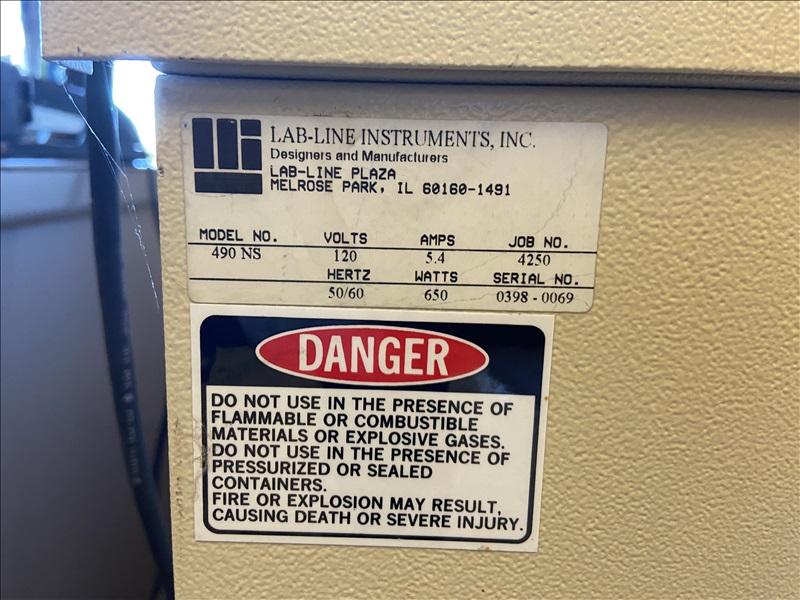 LAB-LINE INSTRUMENTS, INC.
Designers and Manufacturers
LAB-LINE PLAZA
MELROSE PARK, IL 60160-1491
MODEL NO. VOLTS AMPS JOB NO.
490 NS 120 5.4 4250
HERTZ WATTS SERIAL NO.
50/60 650 0398 - 0069
DANGER
DO NOT USE IN THE PRESENCE OF
FLAMMABLE OR COMBUSTIBLE
MATERIALS OR EXPLOSIVE GASES.
DO NOT USE IN THE PRESENCE OF
PRESSURIZED OR SEALED
CONTAINERS.
FIRE OR EXPLOSION MAY RESULT,
CAUSING DEATH OR SEVERE INJURY.